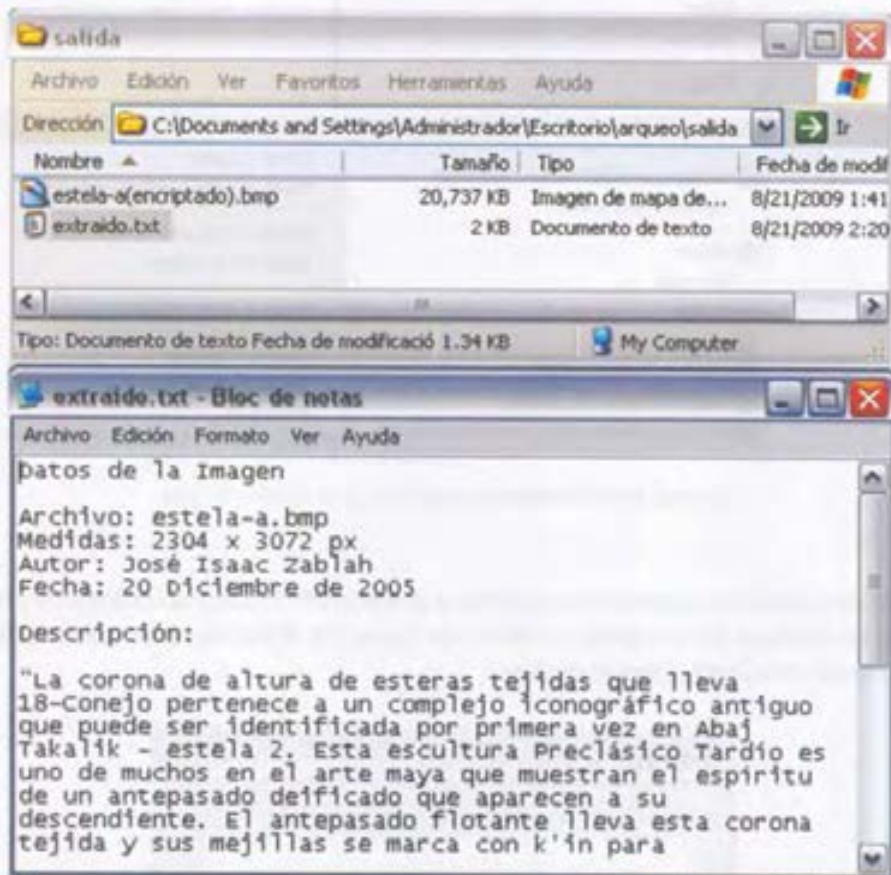 salida
Archivo Edición Ver Favoritos Herramientas Ayuda
Dirección C:\Documents and Settings\Administrador\Escritorio\arqueo\salida Ir
Nombre Tamaño Tipo Fecha de modif
estela-a(encriptado).bmp 20,737 KB Imagen de mapa de... 8/21/2009 1:41
extraido.txt 2 KB Documento de texto 8/21/2009 2:20
Tipo: Documento de texto Fecha de modificació 1.34 KB My Computer
extraido.txt - Bloc de notas
Archivo Edición Formato Ver Ayuda
Datos de la Imagen
Archivo: estela-a.bmp
Medidas: 2304 x 3072 px
Autor: José Isaac Zablah
Fecha: 20 Diciembre de 2005
Descripción:
"La corona de altura de esteras tejidas que lleva
18-Conejo pertenece a un complejo iconográfico antiguo
que puede ser identificada por primera vez en Abaj
Takalik - estela 2. Esta escultura Preclásico Tardío es
uno de muchos en el arte maya que muestran el espiritu
de un antepasado deificado que aparecen a su
descendiente. El antepasado flotante lleva esta corona
tejida y sus mejillas se marca con k'in para